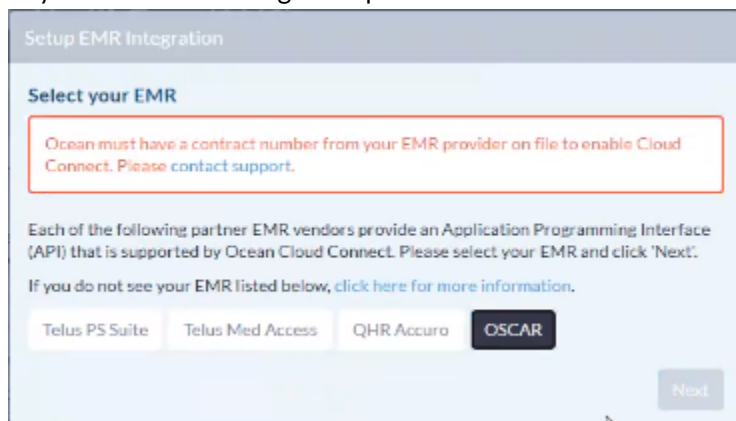 Setup EMR Integration
Select your EMR
Ocean must have a contract number from your EMR provider on file to enable Cloud
Connect. Please contact support.
Each of the following partner EMR vendors provide an Application Programming Interface
(API) that is supported by Ocean Cloud Connect. Please select your EMR and click 'Next'.
If you do not see your EMR listed below, click here for more information.
Telus PS Suite Telus Med Access QHR Accuro OSCAR
Next